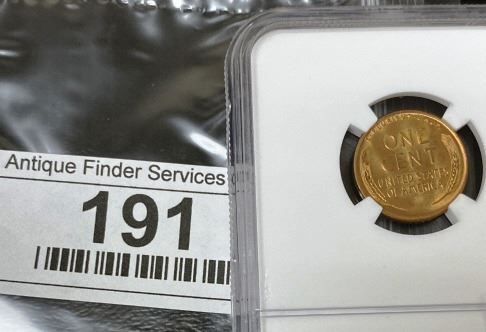 Antique Finder Services
191
ONE
CENT
UNITED STATES
OF AMERICA